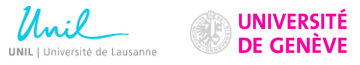 Unil
UNIL | Université de Lausanne
UNIVERSITÉ
DE GENÈVE